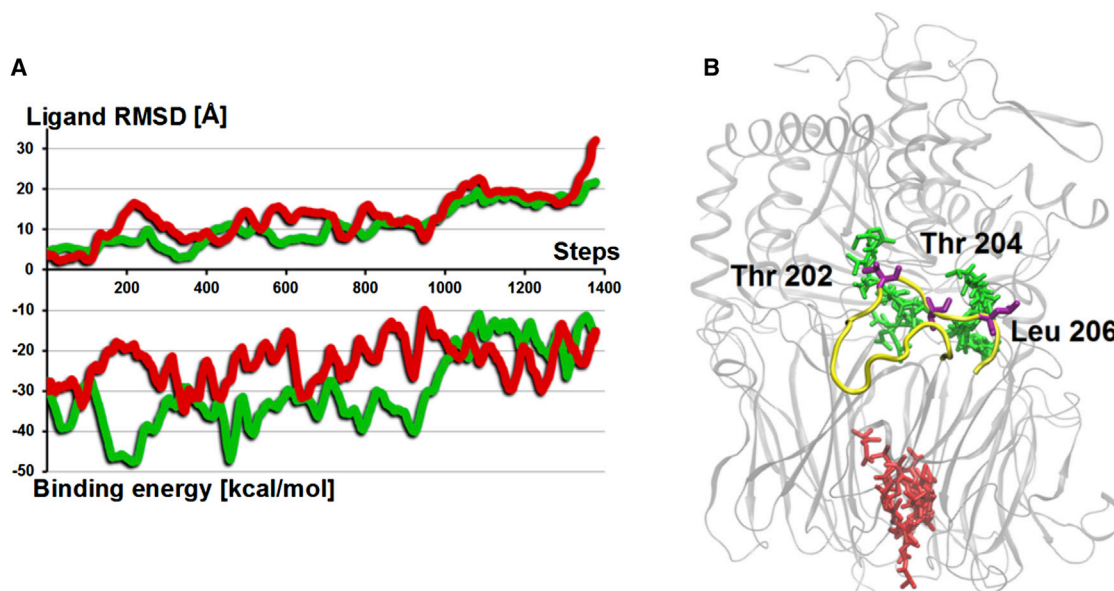 A
B
Ligand RMSD [Å]
30
20
10
0
Steps
200
400
600
800
1000
1200
1400
-10
-20
-30
-40
-50
Binding energy [kcal/mol]
Thr 204
Thr 202
Leu 206